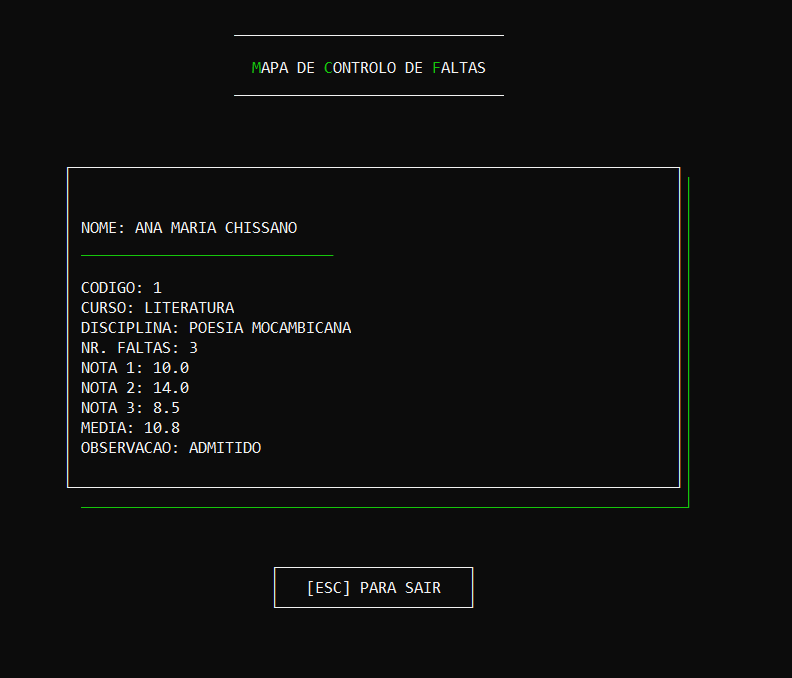 MAPA DE CONTROLO DE FALTAS
NOME: ANA MARIA CHISSANO
CODIGO: 1
CURSO: LITERATURA
DISCIPLINA: POESIA MOCAMBICANA
NR. FALTAS: 3
NOTA 1: 10.0
NOTA 2: 14.0
NOTA 3: 8.5
MEDIA: 10.8
OBSERVACAO: ADMITIDO
[ESC] PARA SAIR